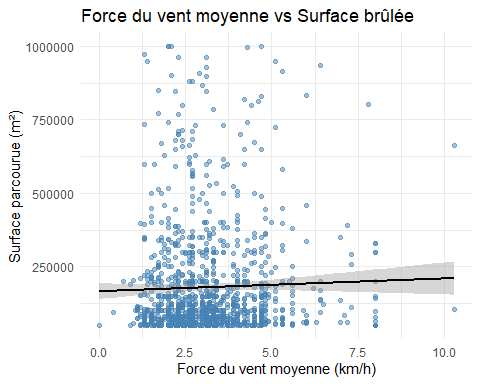 Force du vent moyenne vs Surface brûlée
Surface parcourue (m²)
1000000
750000
500000
250000
0.0 2.5 5.0 7.5 10.0
Force du vent moyenne (km/h)